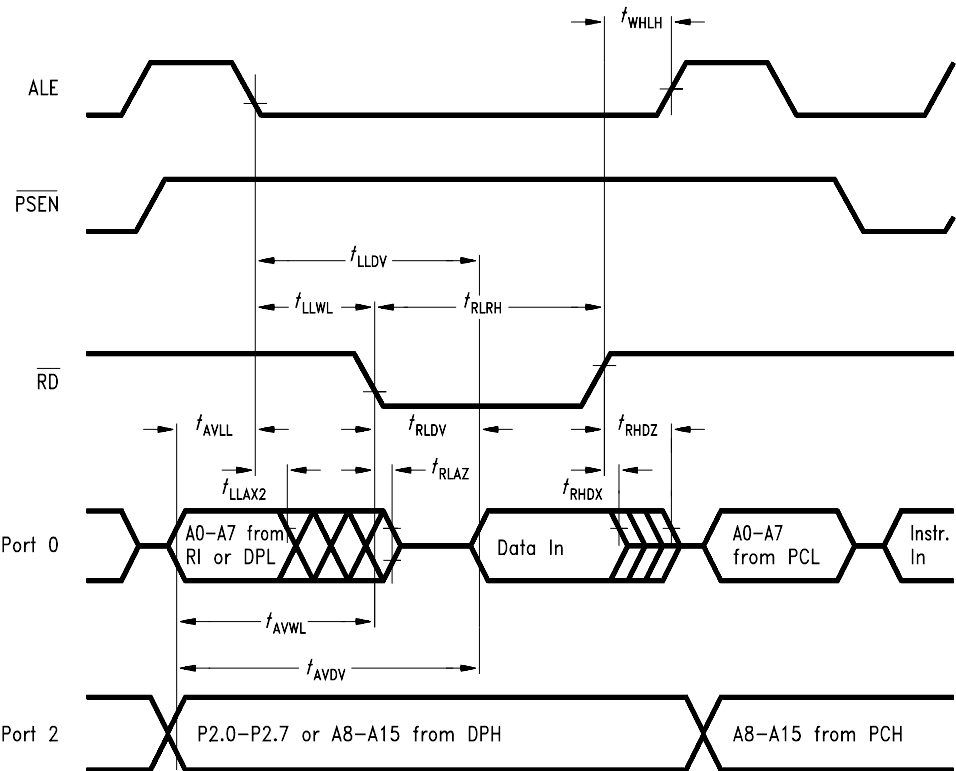 tWHLH
ALE
PSEN
tLLDV
tLLWL
tRLRH
RD
tAVLL
tRLDV
tRHDZ
tLLAX2
tRLAZ
tRHDX
Port 0
A0-A7 from
RI or DPL
Data In
A0-A7
from PCL
Instr.
In
tAVWL
tAVDV
Port 2
P2.0-P2.7 or A8-A15 from DPH
A8-A15 from PCH